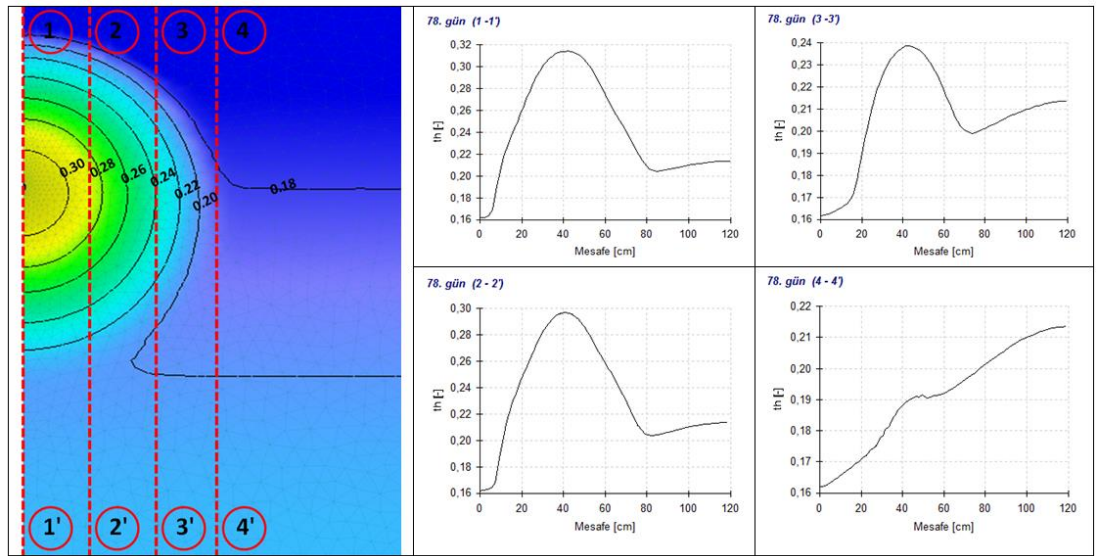 1 2 3 4
0.30 0.28 0.26 0.24 0.22 0.20 0.18
1' 2' 3' 4'
78. gün (1 -1')
th [-]
0,32
0,30
0,28
0,26
0,24
0,22
0,20
0,18
0,16
0 20 40 60 80 100 120
Mesafe [cm]
78. gün (3 -3')
th [-]
0,24
0,23
0,22
0,21
0,20
0,19
0,18
0,17
0,16
0 20 40 60 80 100 120
Mesafe [cm]
78. gün (2 - 2')
th [-]
0,30
0,28
0,26
0,24
0,22
0,20
0,18
0,16
0 20 40 60 80 100 120
Mesafe [cm]
78. gün (4 - 4')
th [-]
0,22
0,21
0,20
0,19
0,18
0,17
0,16
0 20 40 60 80 100 120
Mesafe [cm]